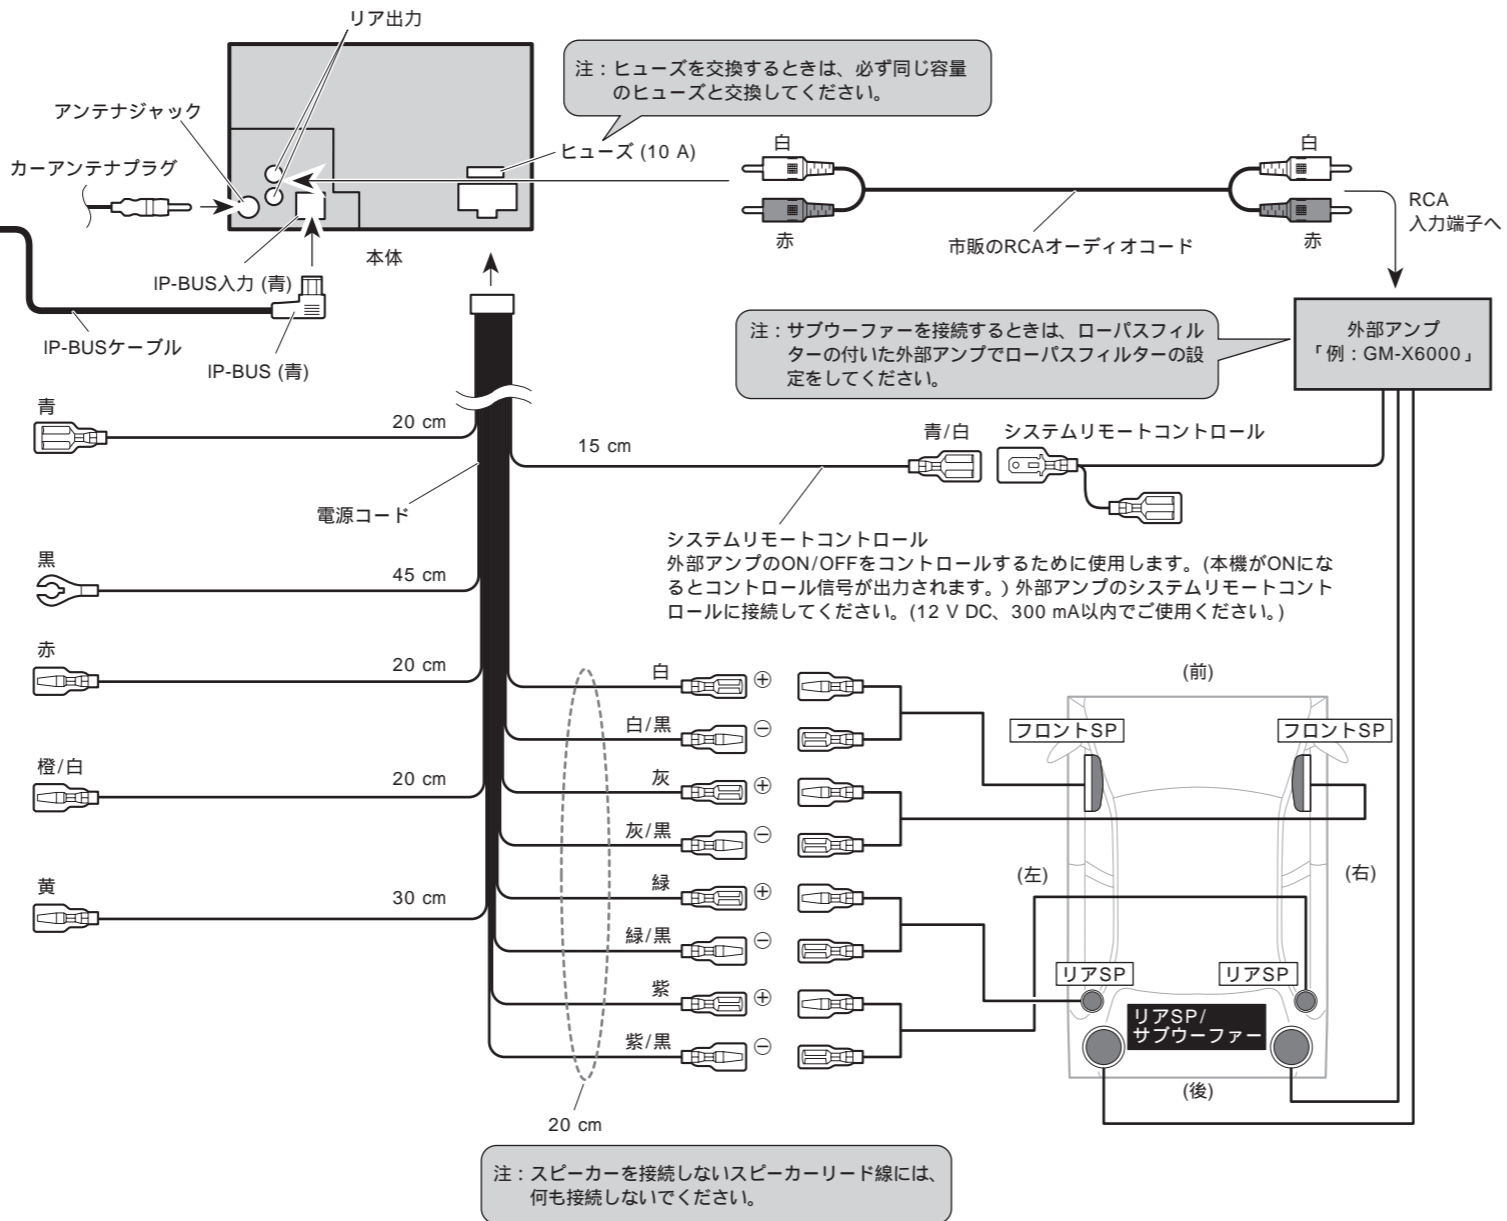 リア出力
注：ヒューズを交換するときは、必ず同じ容量
のヒューズと交換してください。
アンテナジャック
カーアンテナプラグ
ヒューズ (10 A)
白
白
赤
赤
市販のRCAオーディオコード
RCA
入力端子へ
本体
IP-BUS入力 (青)
IP-BUSケーブル
IP-BUS (青)
注：サブウーファーを接続するときは、ローパスフィル
ターの付いた外部アンプでローパスフィルターの設
定をしてください。
外部アンプ
「例：GM-X6000」
青
20 cm
15 cm
青/白
システムリモートコントロール
電源コード
システムリモートコントロール
外部アンプのON/OFFをコントロールするために使用します。(本機がONにな
るとコントロール信号が出力されます。) 外部アンプのシステムリモートコント
ロールに接続してください。(12 V DC、300 mA以内でご使用ください。)
黒
45 cm
赤
20 cm
橙/白
20 cm
黄
30 cm
白 ⊕
白/黒 ⊖
灰 ⊕
灰/黒 ⊖
緑 ⊕
緑/黒 ⊖
紫 ⊕
紫/黒 ⊖
20 cm
(前)
フロントSP
フロントSP
(左)
(右)
リアSP
リアSP
リアSP/
サブウーファー
(後)
注：スピーカーを接続しないスピーカーリード線には、
何も接続しないでください。